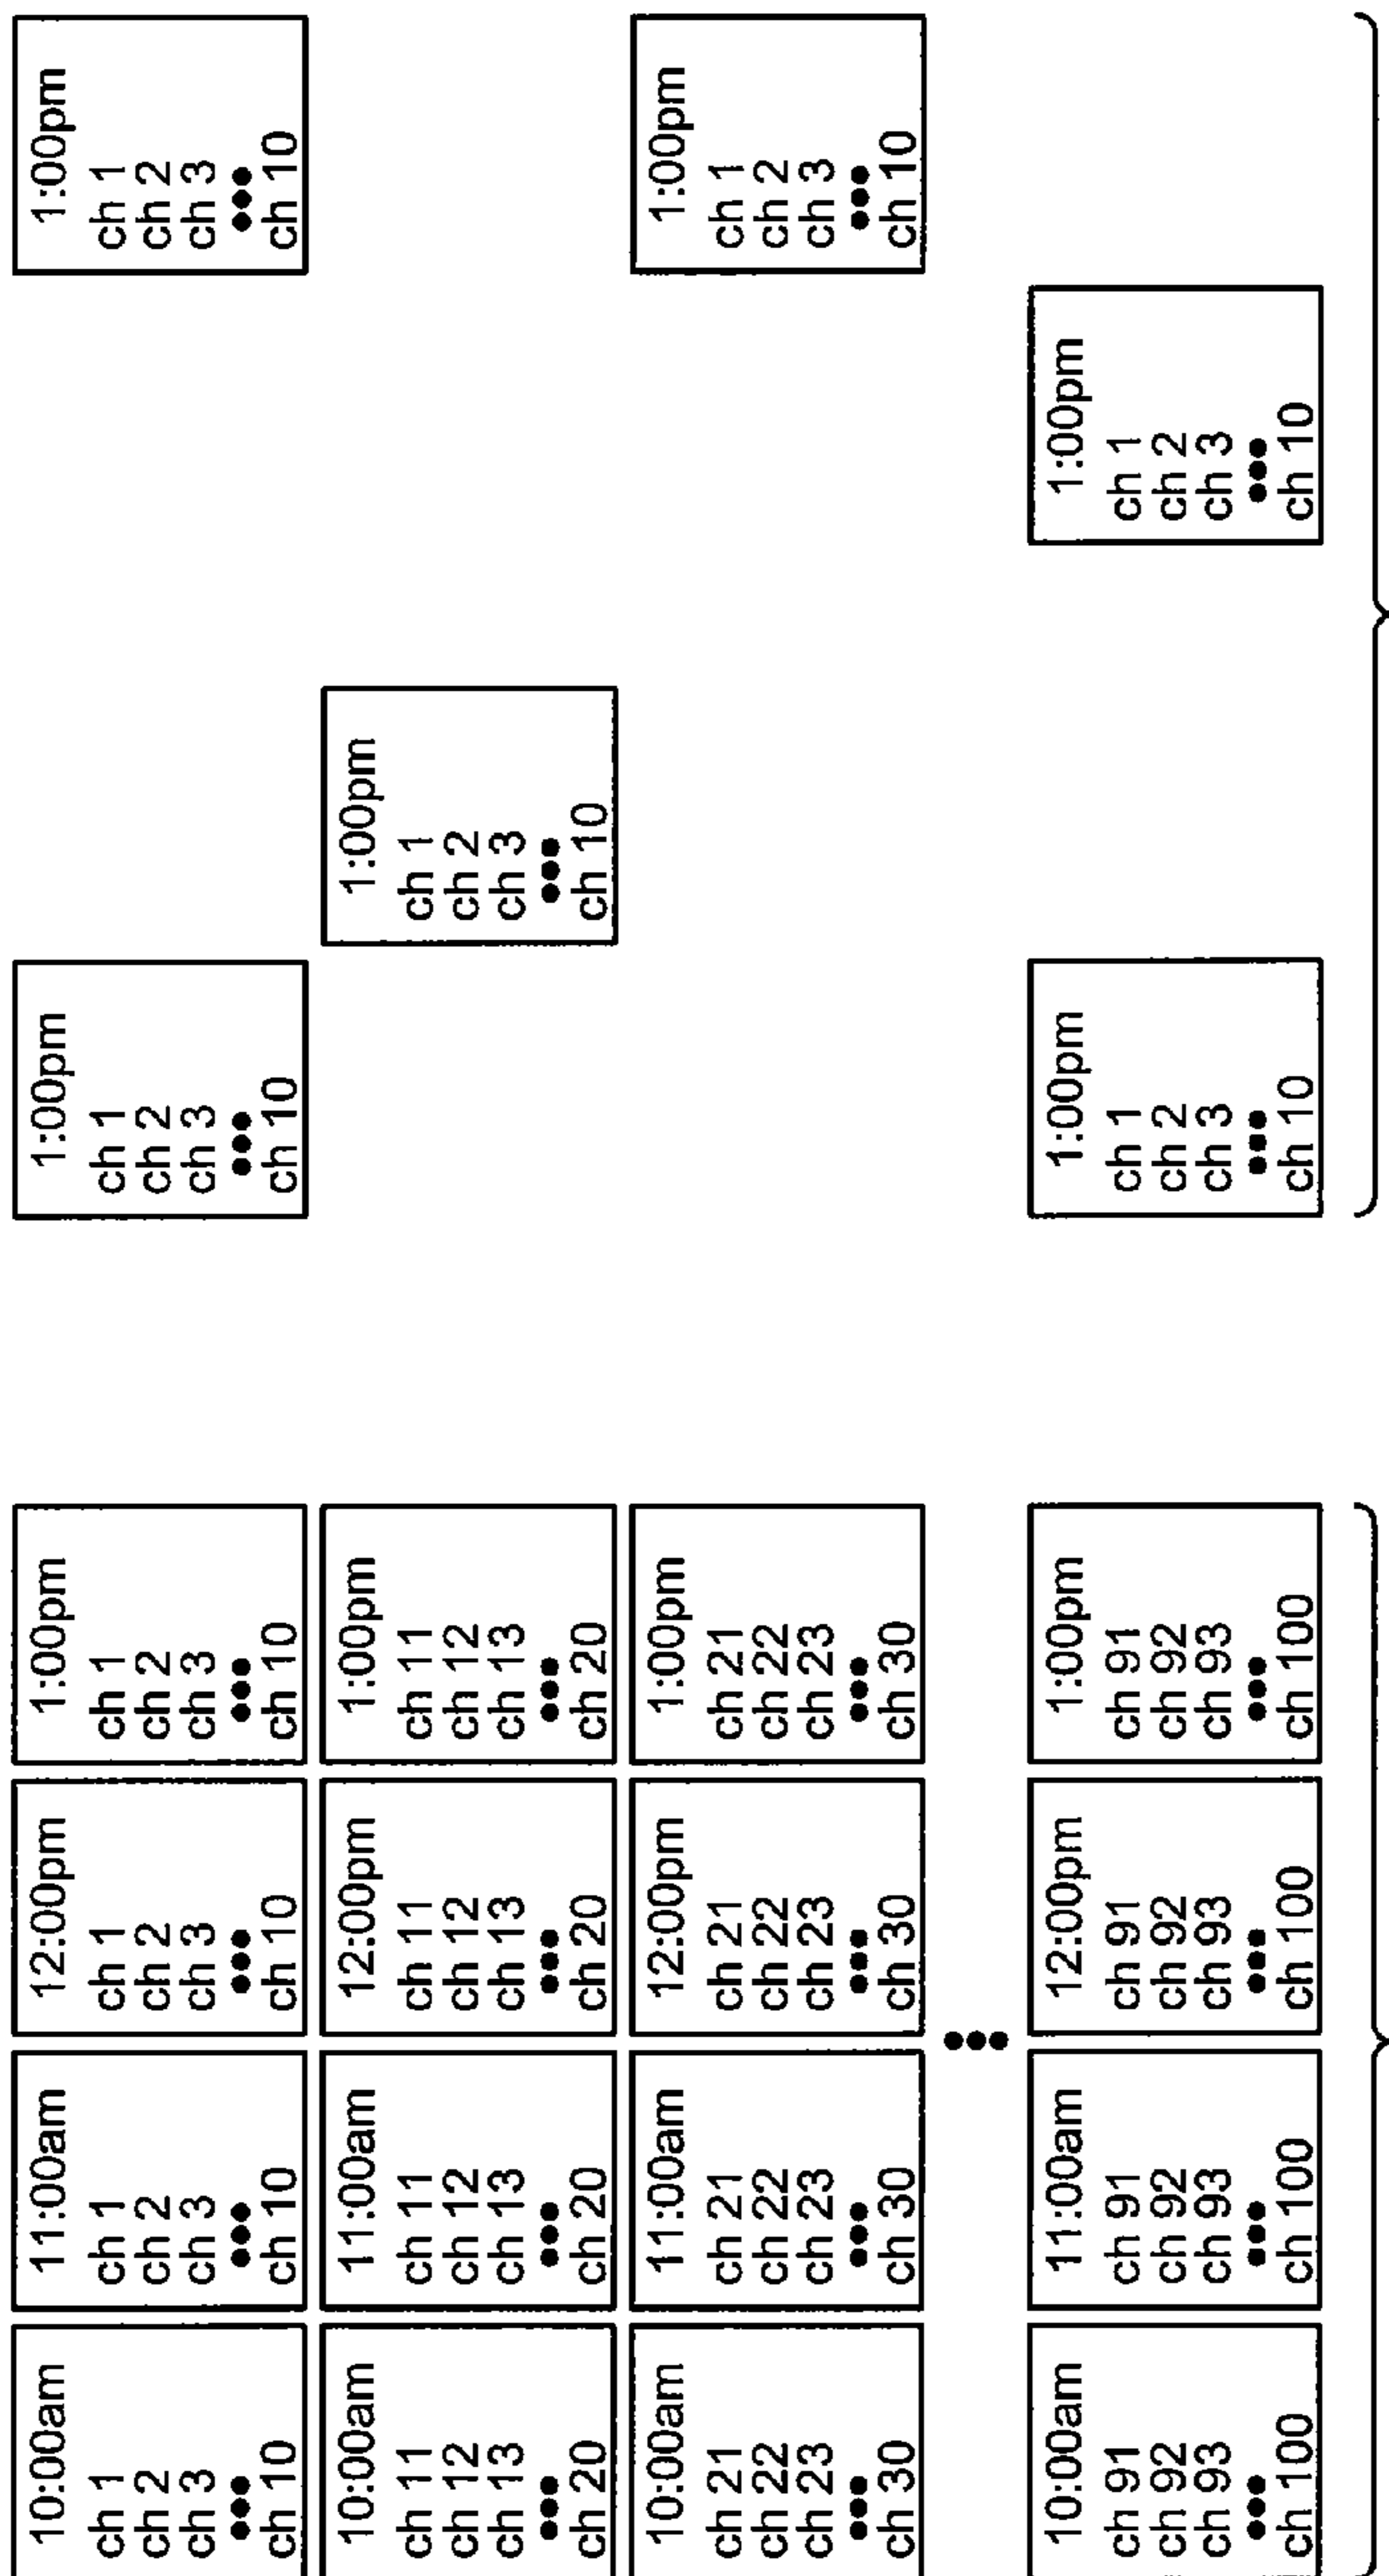 10:00am
ch 1
ch 2
ch 3
•••
ch 10
11:00am
ch 1
ch 2
ch 3
•••
ch 10
12:00pm
ch 1
ch 2
ch 3
•••
ch 10
1:00pm
ch 1
ch 2
ch 3
•••
ch 10
10:00am
ch 11
ch 12
ch 13
•••
ch 20
11:00am
ch 11
ch 12
ch 13
•••
ch 20
12:00pm
ch 11
ch 12
ch 13
•••
ch 20
1:00pm
ch 11
ch 12
ch 13
•••
ch 20
10:00am
ch 21
ch 22
ch 23
•••
ch 30
11:00am
ch 21
ch 22
ch 23
•••
ch 30
12:00pm
ch 21
ch 22
ch 23
•••
ch 30
1:00pm
ch 21
ch 22
ch 23
•••
ch 30
•••
10:00am
ch 91
ch 92
ch 93
•••
ch 100
11:00am
ch 91
ch 92
ch 93
•••
ch 100
12:00pm
ch 91
ch 92
ch 93
•••
ch 100
1:00pm
ch 91
ch 92
ch 93
•••
ch 100
1:00pm
ch 1
ch 2
ch 3
•••
ch 10
1:00pm
ch 1
ch 2
ch 3
•••
ch 10
1:00pm
ch 1
ch 2
ch 3
•••
ch 10
1:00pm
ch 1
ch 2
ch 3
•••
ch 10
1:00pm
ch 1
ch 2
ch 3
•••
ch 10
1:00pm
ch 1
ch 2
ch 3
•••
ch 10